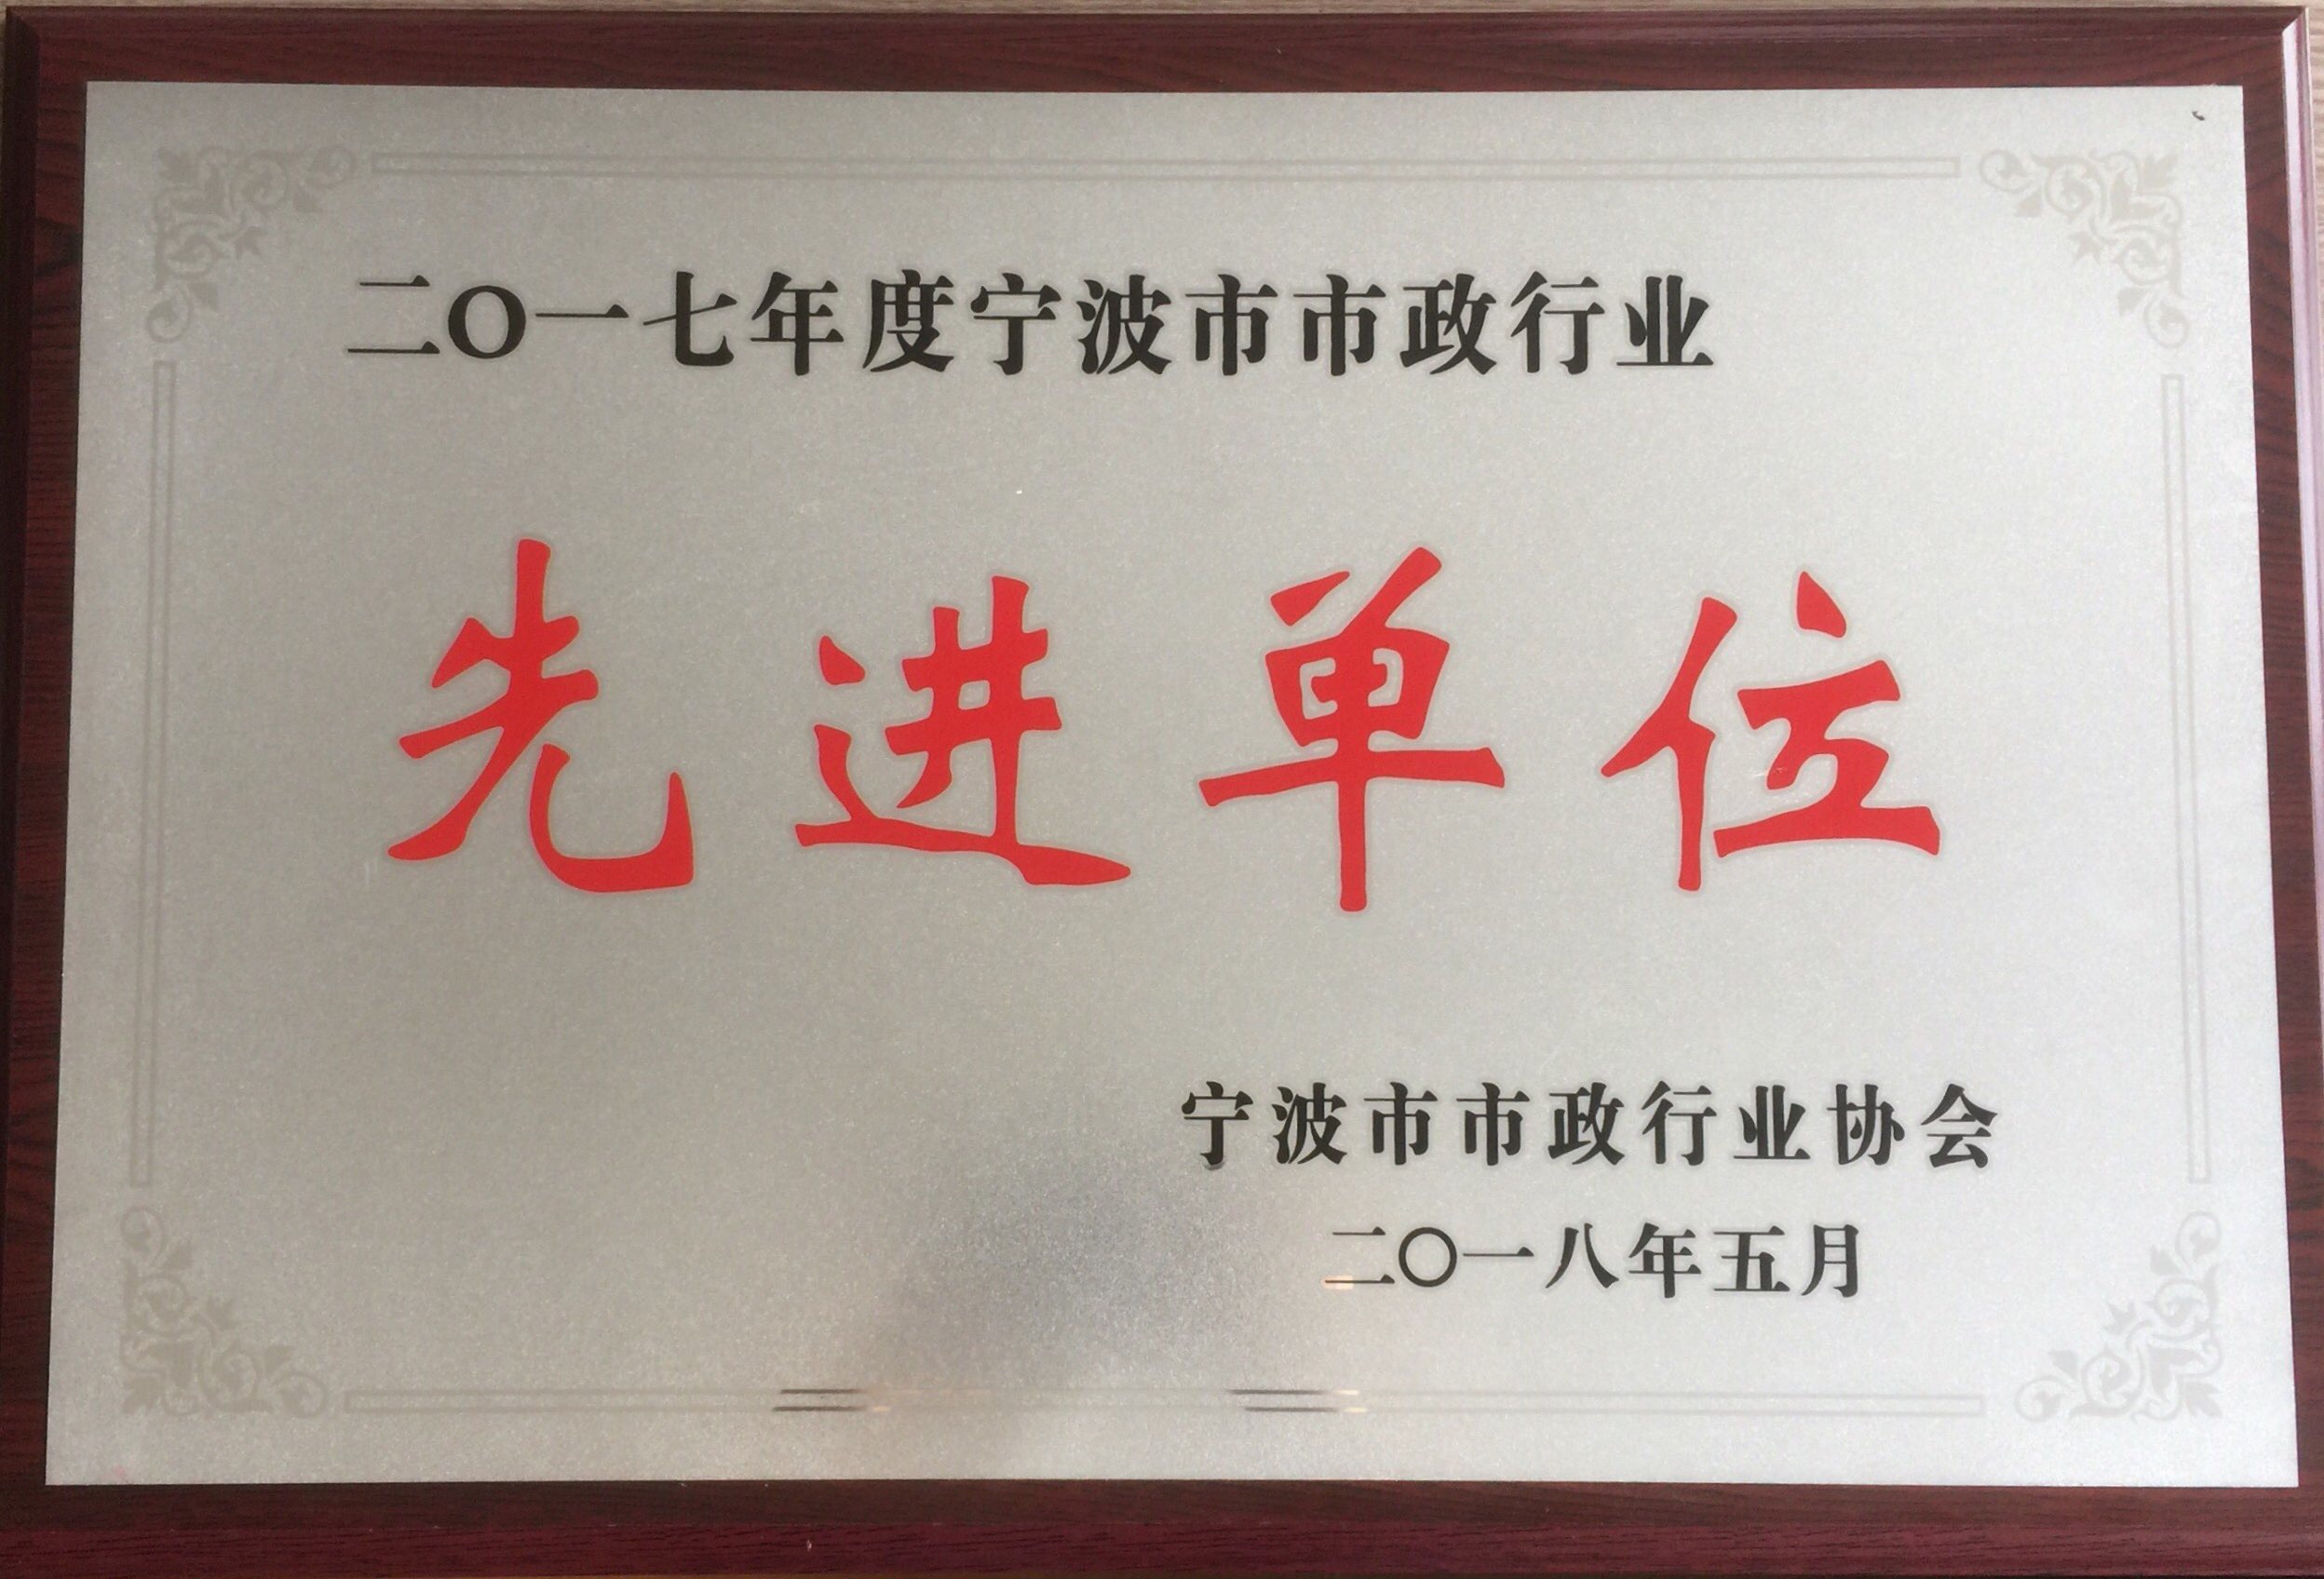 二〇一七年度宁波市市政行业
先进单位
宁波市市政行业协会
二〇一八年五月